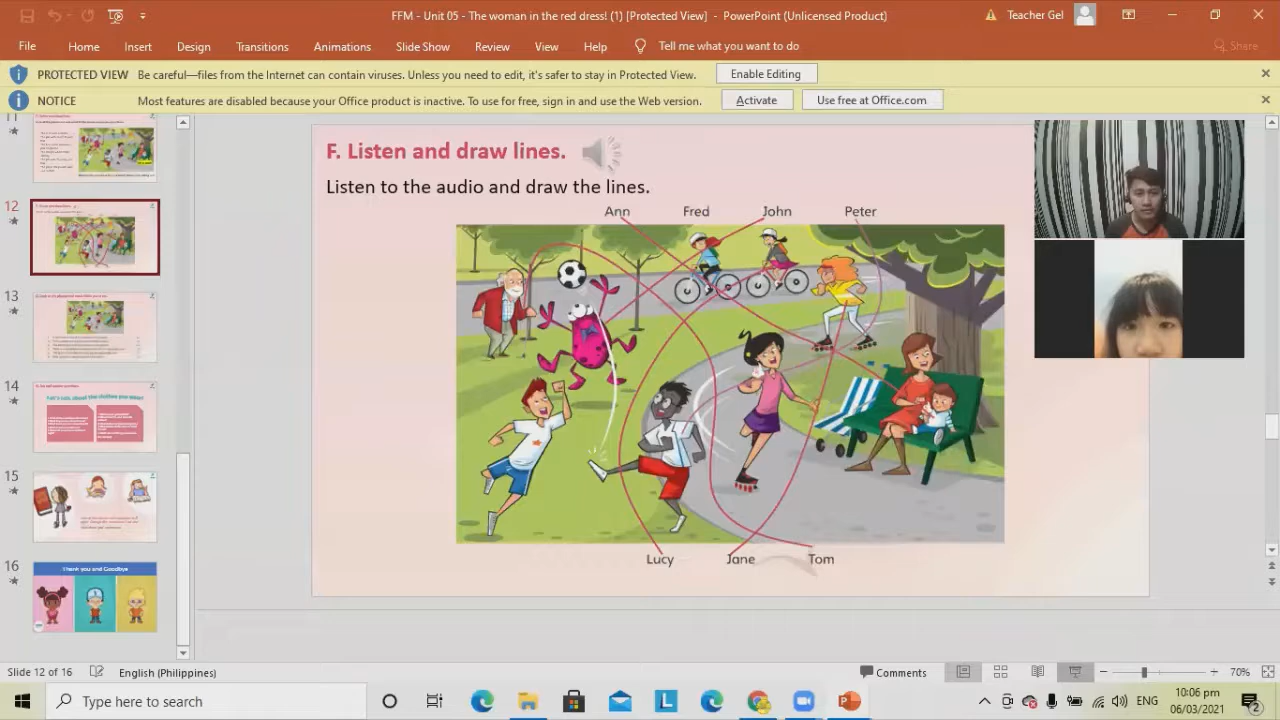 FFM - Unit 05 - The woman in the red dress! (1) [Protected View] - PowerPoint (Unlicensed Product)
Teacher Gel
File Home Insert Design Transitions Animations Slide Show Review View Help Tell me what you want to do Share
PROTECTED VIEW Be careful—files from the Internet can contain viruses. Unless you need to edit, it's safer to stay in Protected View. Enable Editing
NOTICE Most features are disabled because your Office product is inactive. To use for free, sign in and use the Web version. Activate Use free at Office.com
11
12
13
14
15
16
Thank you and Goodbye
F. Listen and draw lines.
Listen to the audio and draw the lines.
Ann Fred John Peter
Lucy Jane Tom
Slide 12 of 16 English (Philippines) Comments 70%
Type here to search
L
ENG
10:06 pm
06/03/2021
2